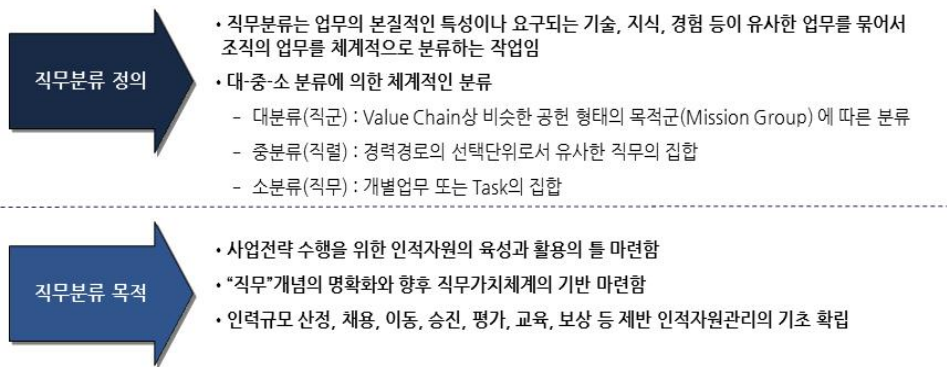 직무분류 정의
• 직무분류는 업무의 본질적인 특성이나 요구되는 기술, 지식, 경험 등이 유사한 업무를 묶어서
조직의 업무를 체계적으로 분류하는 작업임
• 대-중-소 분류에 의한 체계적인 분류
– 대분류(직군) : Value Chain상 비슷한 공헌 형태의 목적군(Mission Group) 에 따른 분류
– 중분류(직렬) : 경력경로의 선택단위로서 유사한 직무의 집합
– 소분류(직무) : 개별업무 또는 Task의 집합
직무분류 목적
• 사업전략 수행을 위한 인적자원의 육성과 활용의 틀 마련함
• “직무”개념의 명확화와 향후 직무가치체계의 기반 마련함
• 인력규모 산정, 채용, 이동, 승진, 평가, 교육, 보상 등 제반 인적자원관리의 기초 확립